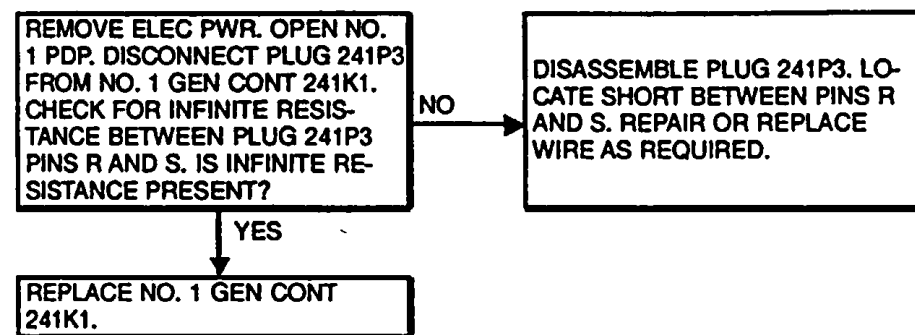 REMOVE ELEC PWR. OPEN NO.
1 PDP. DISCONNECT PLUG 241P3
FROM NO. 1 GEN CONT 241K1.
CHECK FOR INFINITE RESIS-
TANCE BETWEEN PLUG 241P3
PINS R AND S. IS INFINITE RE-
SISTANCE PRESENT?
NO
DISASSEMBLE PLUG 241P3. LO-
CATE SHORT BETWEEN PINS R
AND S. REPAIR OR REPLACE
WIRE AS REQUIRED.
YES
REPLACE NO. 1 GEN CONT
241K1.